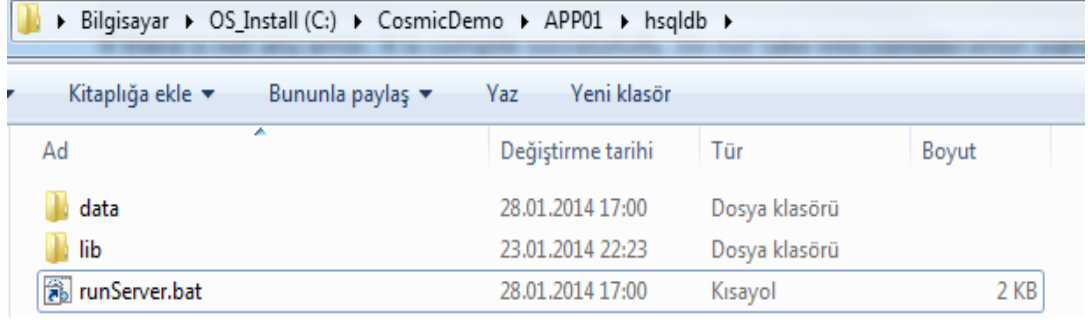 Bilgisayar ▸ OS_Install (C:) ▸ CosmicDemo ▸ APP01 ▸ hsqldb ▸
Kitaplığa ekle ▾ Bununla paylaş ▾ Yaz Yeni klasör
Ad Değiştirme tarihi Tür Boyut
data 28.01.2014 17:00 Dosya klasörü
lib 23.01.2014 22:23 Dosya klasörü
runServer.bat 28.01.2014 17:00 Kısayol 2 KB